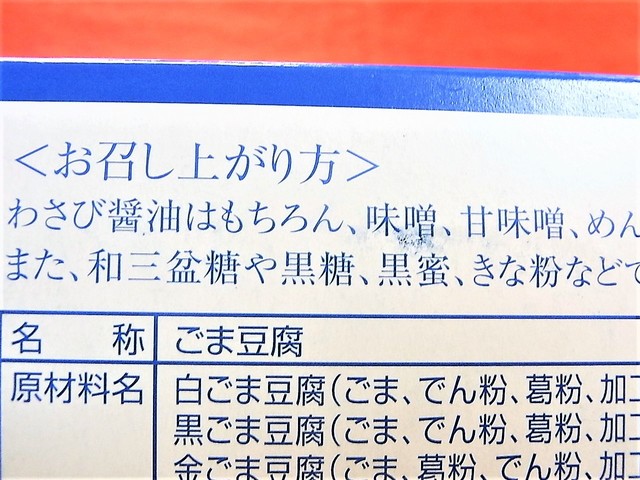 ＜お召し上がり方＞
わさび醤油はもちろん、味噌、甘味噌、めん
また、和三盆糖や黒糖、黒蜜、きな粉などで
名 称 ごま豆腐
原材料名 白ごま豆腐(ごま、でん粉、葛粉、加工
黒ごま豆腐(ごま、でん粉、葛粉、加工
金ごま豆腐(ごま、葛粉、でん粉、加工